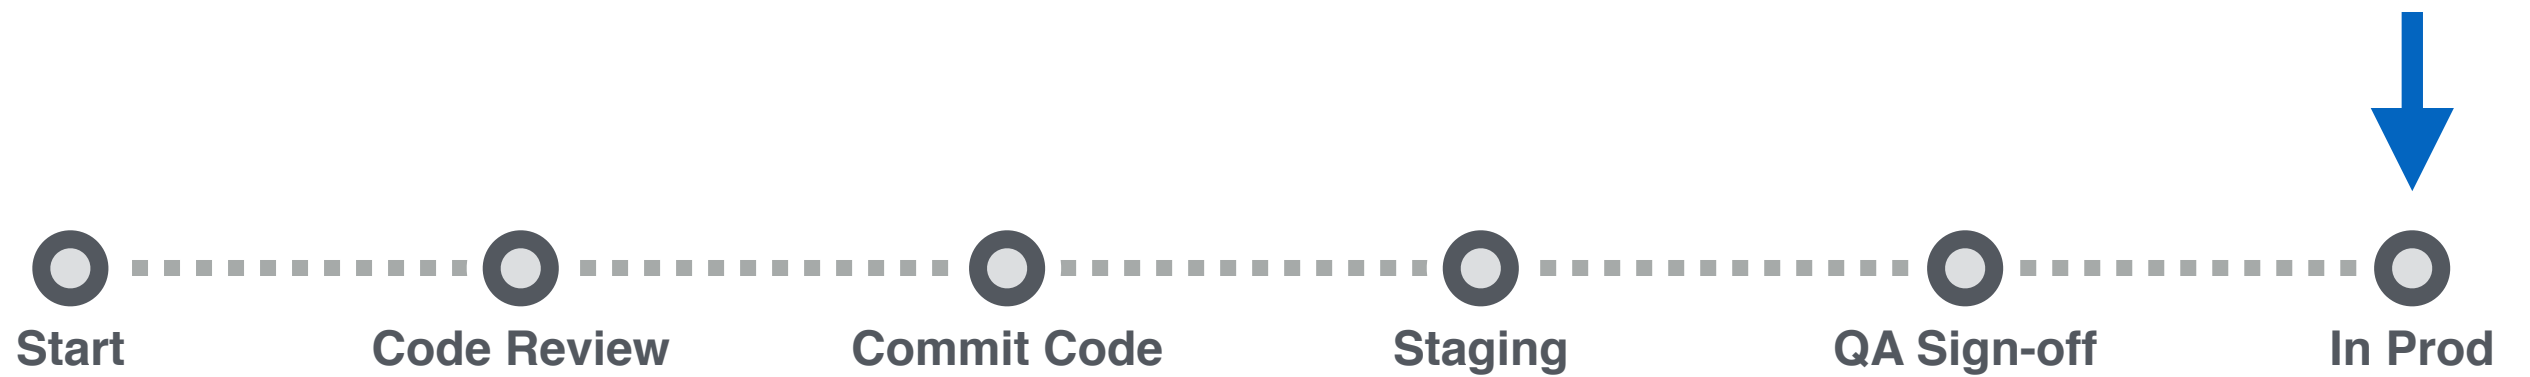 Start
Code Review
Commit Code
Staging
QA Sign-off
In Prod